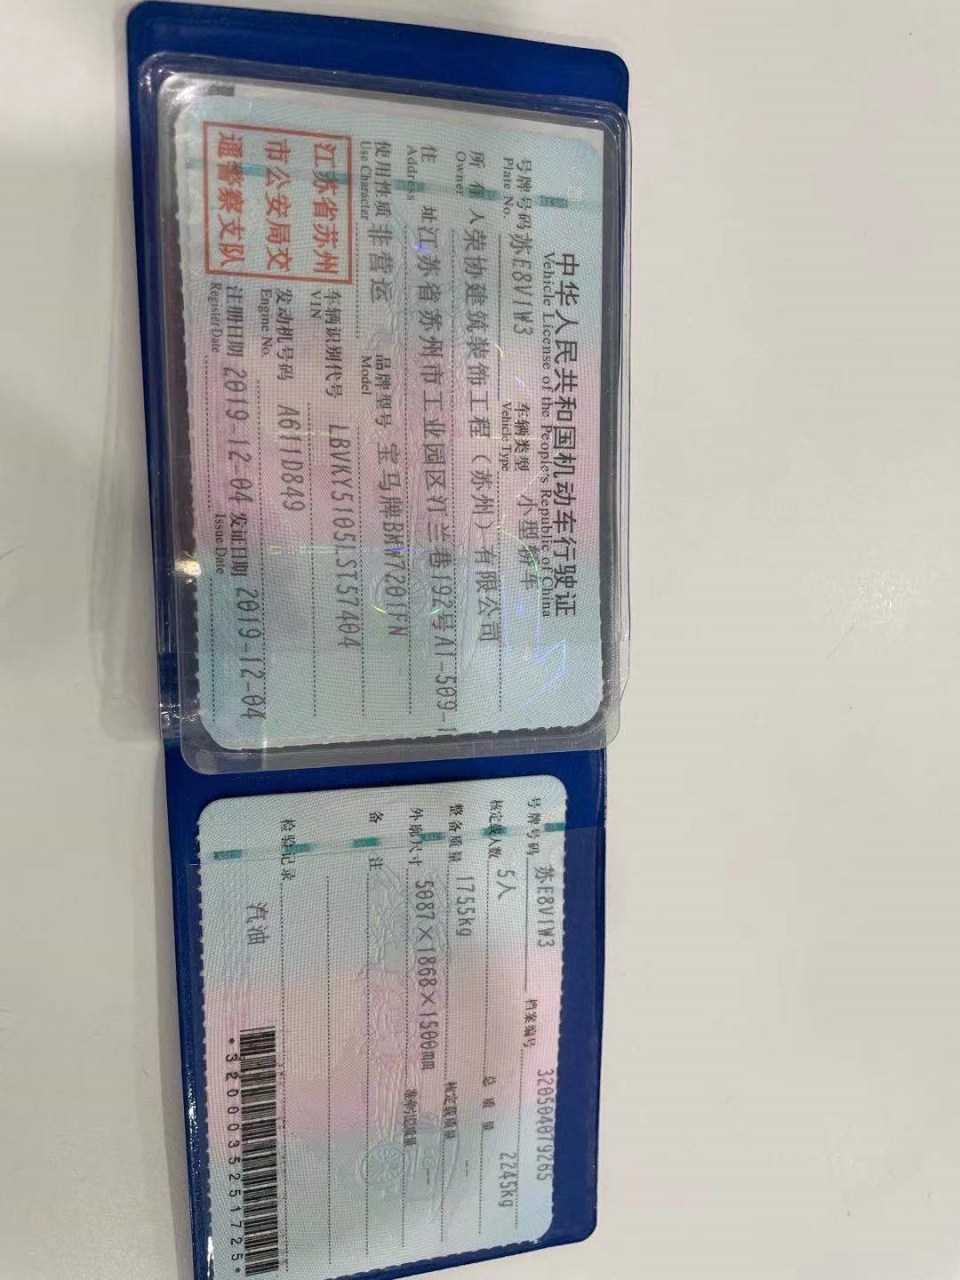 中华人民共和国机动车行驶证
Vehicle License of the People's Republic of China
号牌号码 苏E8V1W3 车辆类型 小型轿车
Plate No. Vehicle Type
所有人 荣协建筑装饰工程（苏州）有限公司
Owner
住址 江苏省苏州市工业园区汀兰巷192号A1-509-1
Address
使用性质 非营运 品牌型号 宝马牌BMW7201FN
Use Character Model
江苏省苏州
市公安局交
通警察支队
车辆识别代号 LBVKY5105LST57404
VIN
发动机号码 A611D849
Engine No.
注册日期 2019-12-04 发证日期 2019-12-04
Register Date Issue Date
号牌号码 苏E8V1W3 档案编号 320504079265
核定载人数 5人 总质量 2245kg
整备质量 1755kg 核定载质量 --
外廓尺寸 5087×1868×1500mm 准牵引总质量 --
备注
检验记录
汽油
*3200035251725*